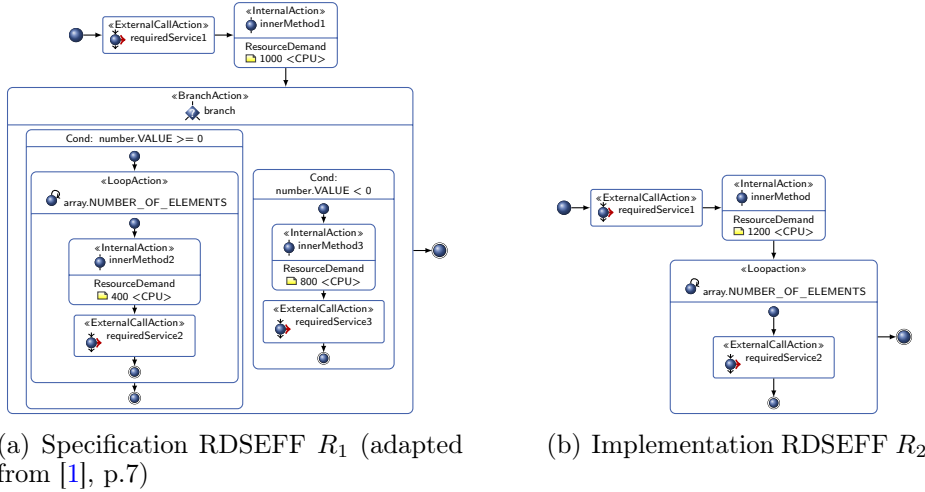 «ExternalCallAction»
requiredService1
«InternalAction»
innerMethod1
ResourceDemand
1000 <CPU>
«BranchAction»
branch
Cond: number.VALUE >= 0
«LoopAction»
array.NUMBER_OF_ELEMENTS
«InternalAction»
innerMethod2
ResourceDemand
400 <CPU>
«ExternalCallAction»
requiredService2
Cond:
number.VALUE < 0
«InternalAction»
innerMethod3
ResourceDemand
800 <CPU>
«ExternalCallAction»
requiredService3
(a) Specification RDSEFF R1 (adapted
from [1], p.7)
«ExternalCallAction»
requiredService1
«InternalAction»
innerMethod
ResourceDemand
1200 <CPU>
«Loopaction»
array.NUMBER_OF_ELEMENTS
«ExternalCallAction»
requiredService2
(b) Implementation RDSEFF R2